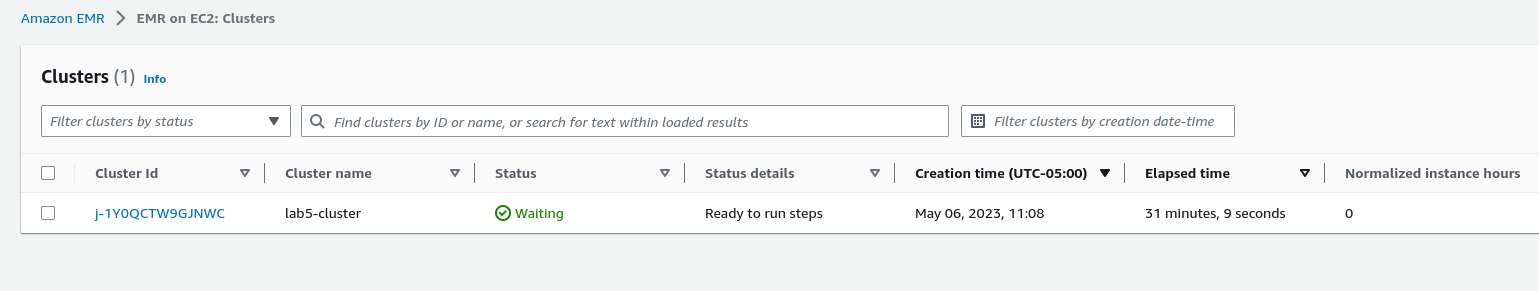 Amazon EMR > EMR on EC2: Clusters
Clusters (1) Info
Filter clusters by status Find clusters by ID or name, or search for text within loaded results Filter clusters by creation date-time
Cluster Id Cluster name Status Status details Creation time (UTC-05:00) Elapsed time Normalized instance hours
j-1Y0QCTW9GJNWC lab5-cluster Waiting Ready to run steps May 06, 2023, 11:08 31 minutes, 9 seconds 0